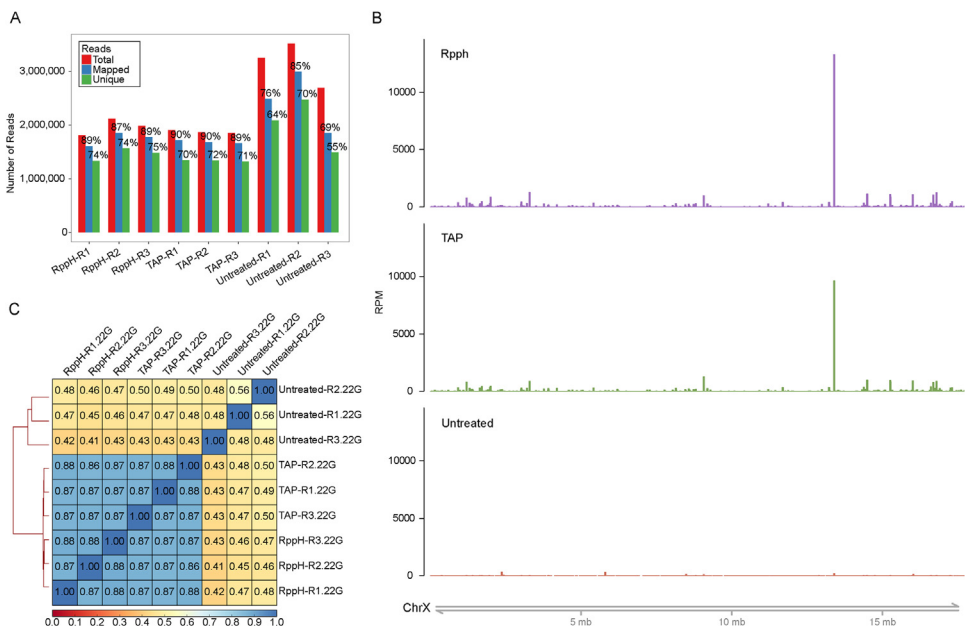 A
Reads
Total
Mapped
Unique
Number of Reads
3,000,000
2,000,000
1,000,000
0
89%
74%
87%
74%
89%
75%
90%
70%
90%
72%
89%
71%
76%
64%
85%
70%
69%
55%
RppH-R1
RppH-R2
RppH-R3
TAP-R1
TAP-R2
TAP-R3
Untreated-R1
Untreated-R2
Untreated-R3
B
Rpph
10000
5000
0
TAP
10000
5000
0
RPM
Untreated
10000
5000
0
ChrX
5 mb
10 mb
15 mb
C
RppH-R1.22G
RppH-R2.22G
RppH-R3.22G
TAP-R3.22G
TAP-R1.22G
TAP-R2.22G
Untreated-R3.22G
Untreated-R1.22G
Untreated-R2.22G
0.48 0.46 0.47 0.50 0.49 0.50 0.48 0.56 1.00 Untreated-R2.22G
0.47 0.45 0.46 0.47 0.47 0.48 0.48 1.00 0.56 Untreated-R1.22G
0.42 0.41 0.43 0.43 0.43 0.43 1.00 0.48 0.48 Untreated-R3.22G
0.88 0.86 0.87 0.87 0.88 1.00 0.43 0.48 0.50 TAP-R2.22G
0.87 0.87 0.87 0.87 1.00 0.88 0.43 0.47 0.49 TAP-R1.22G
0.87 0.87 0.87 1.00 0.87 0.87 0.43 0.47 0.50 TAP-R3.22G
0.88 0.88 1.00 0.87 0.87 0.87 0.43 0.46 0.47 RppH-R3.22G
0.87 1.00 0.88 0.87 0.87 0.86 0.41 0.45 0.46 RppH-R2.22G
1.00 0.87 0.88 0.87 0.87 0.88 0.42 0.47 0.48 RppH-R1.22G
0.0 0.1 0.2 0.3 0.4 0.5 0.6 0.7 0.8 0.9 1.0